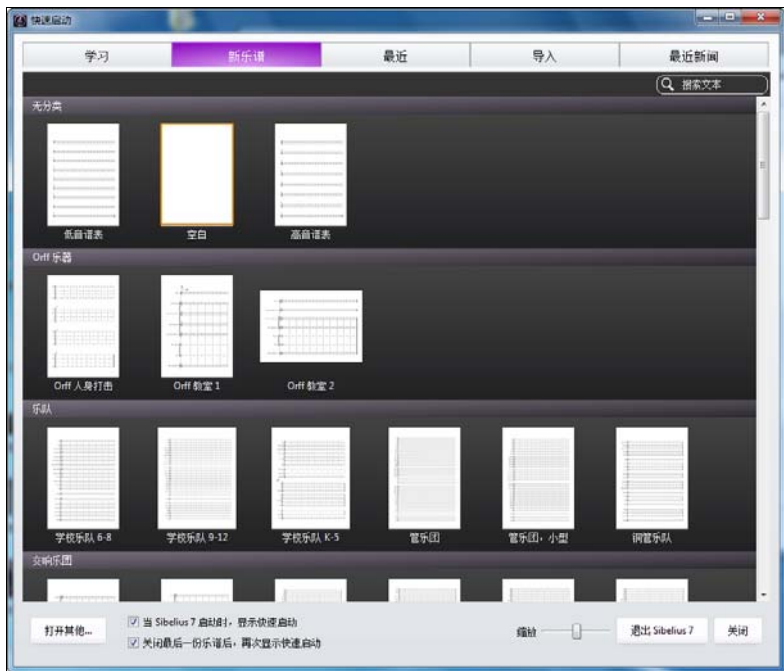 快速启动
学习 新乐谱 最近 导入 最近新闻
搜索文本
无分类
低音谱表 空白 高音谱表
Orff 乐器
Orff 人身打击 Orff 教室 1 Orff 教室 2
乐队
学校乐队 6-8 学校乐队 9-12 学校乐队 K-5 管乐团 管乐团，小型 铜管乐队
交响乐团
打开其他... 当 Sibelius 7 启动时，显示快速启动
关闭最后一份乐谱后，再次显示快速启动
缩放 退出 Sibelius 7 关闭